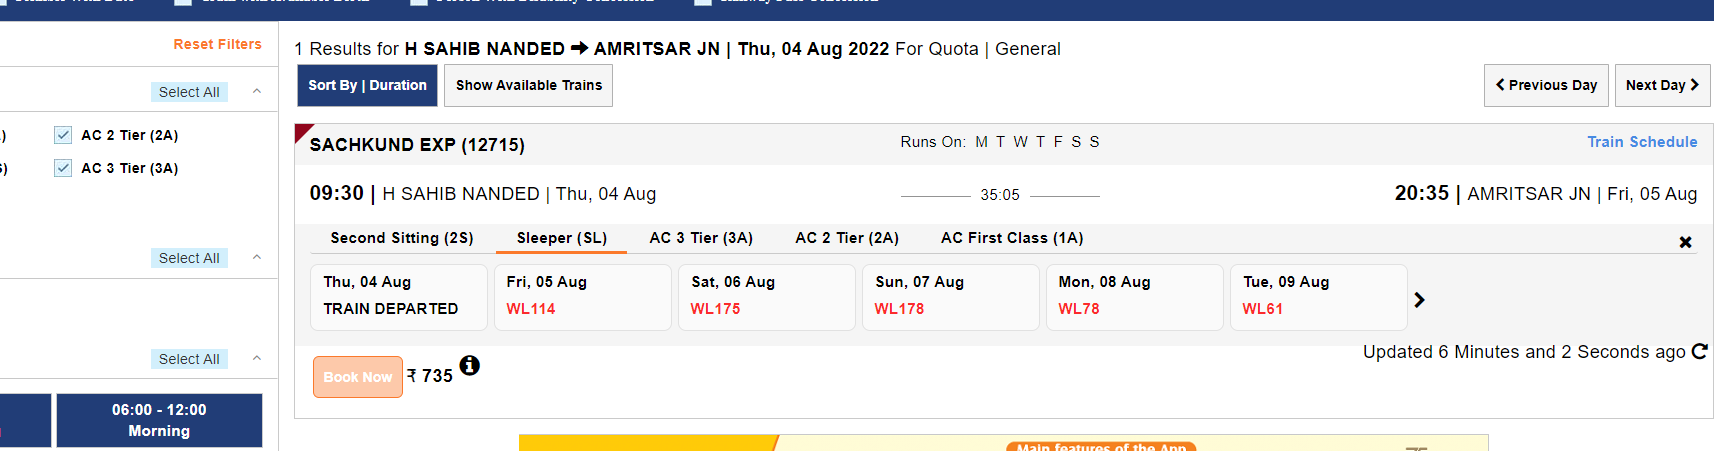 Reset Filters
1 Results for H SAHIB NANDED ➔ AMRITSAR JN | Thu, 04 Aug 2022 For Quota | General
Select All
Sort By | Duration
Show Available Trains
Previous Day
Next Day
AC 2 Tier (2A)
AC 3 Tier (3A)
SACHKUND EXP (12715)
Runs On: M T W T F S S
Train Schedule
09:30 | H SAHIB NANDED | Thu, 04 Aug
35:05
20:35 | AMRITSAR JN | Fri, 05 Aug
Second Sitting (2S)
Sleeper (SL)
AC 3 Tier (3A)
AC 2 Tier (2A)
AC First Class (1A)
Select All
Thu, 04 Aug
TRAIN DEPARTED
Fri, 05 Aug
WL114
Sat, 06 Aug
WL175
Sun, 07 Aug
WL178
Mon, 08 Aug
WL78
Tue, 09 Aug
WL61
Select All
Updated 6 Minutes and 2 Seconds ago
Book Now
₹ 735
06:00 - 12:00
Morning
Main features of the App